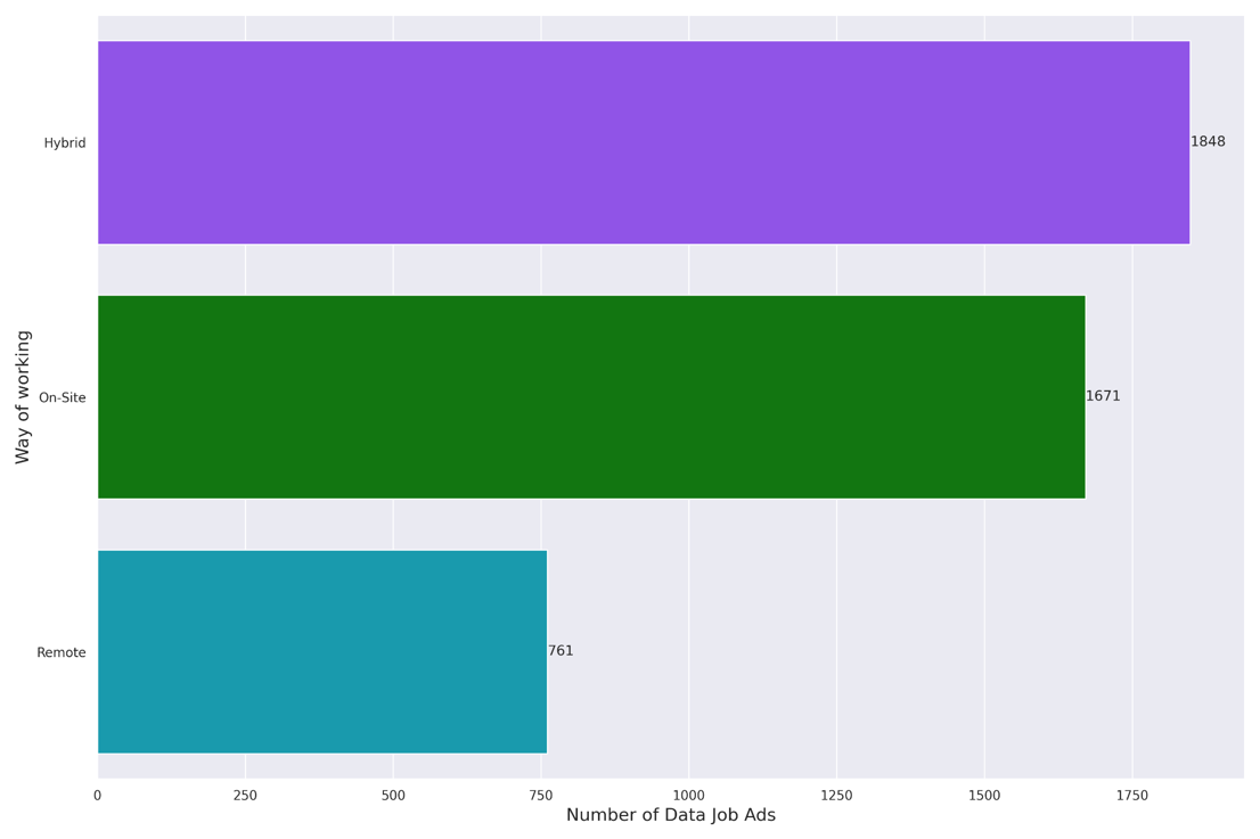 Hybrid
1848
Way of working
On-Site
1671
Remote
761
0 250 500 750 1000 1250 1500 1750
Number of Data Job Ads